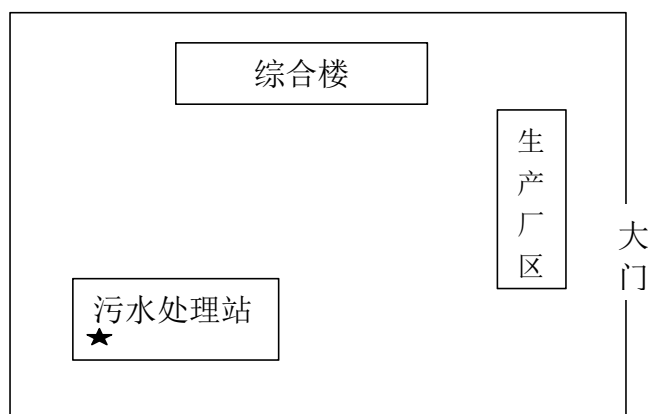 综合楼
生产厂区
大门
污水处理站